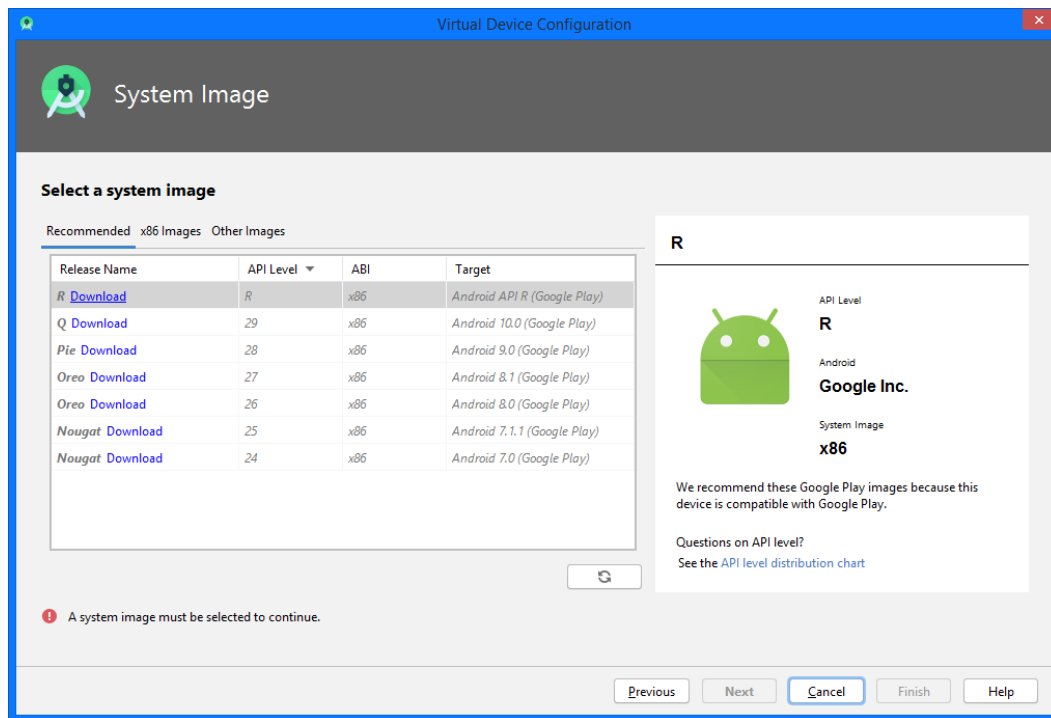 Virtual Device Configuration
System Image
Select a system image
Recommended x86 Images Other Images
Release Name API Level ABI Target
R Download R x86 Android API R (Google Play)
Q Download 29 x86 Android 10.0 (Google Play)
Pie Download 28 x86 Android 9.0 (Google Play)
Oreo Download 27 x86 Android 8.1 (Google Play)
Oreo Download 26 x86 Android 8.0 (Google Play)
Nougat Download 25 x86 Android 7.1.1 (Google Play)
Nougat Download 24 x86 Android 7.0 (Google Play)
R
API Level
R
Android
Google Inc.
System Image
x86
We recommend these Google Play images because this
device is compatible with Google Play.
Questions on API level?
See the API level distribution chart
A system image must be selected to continue.
Previous Next Cancel Finish Help